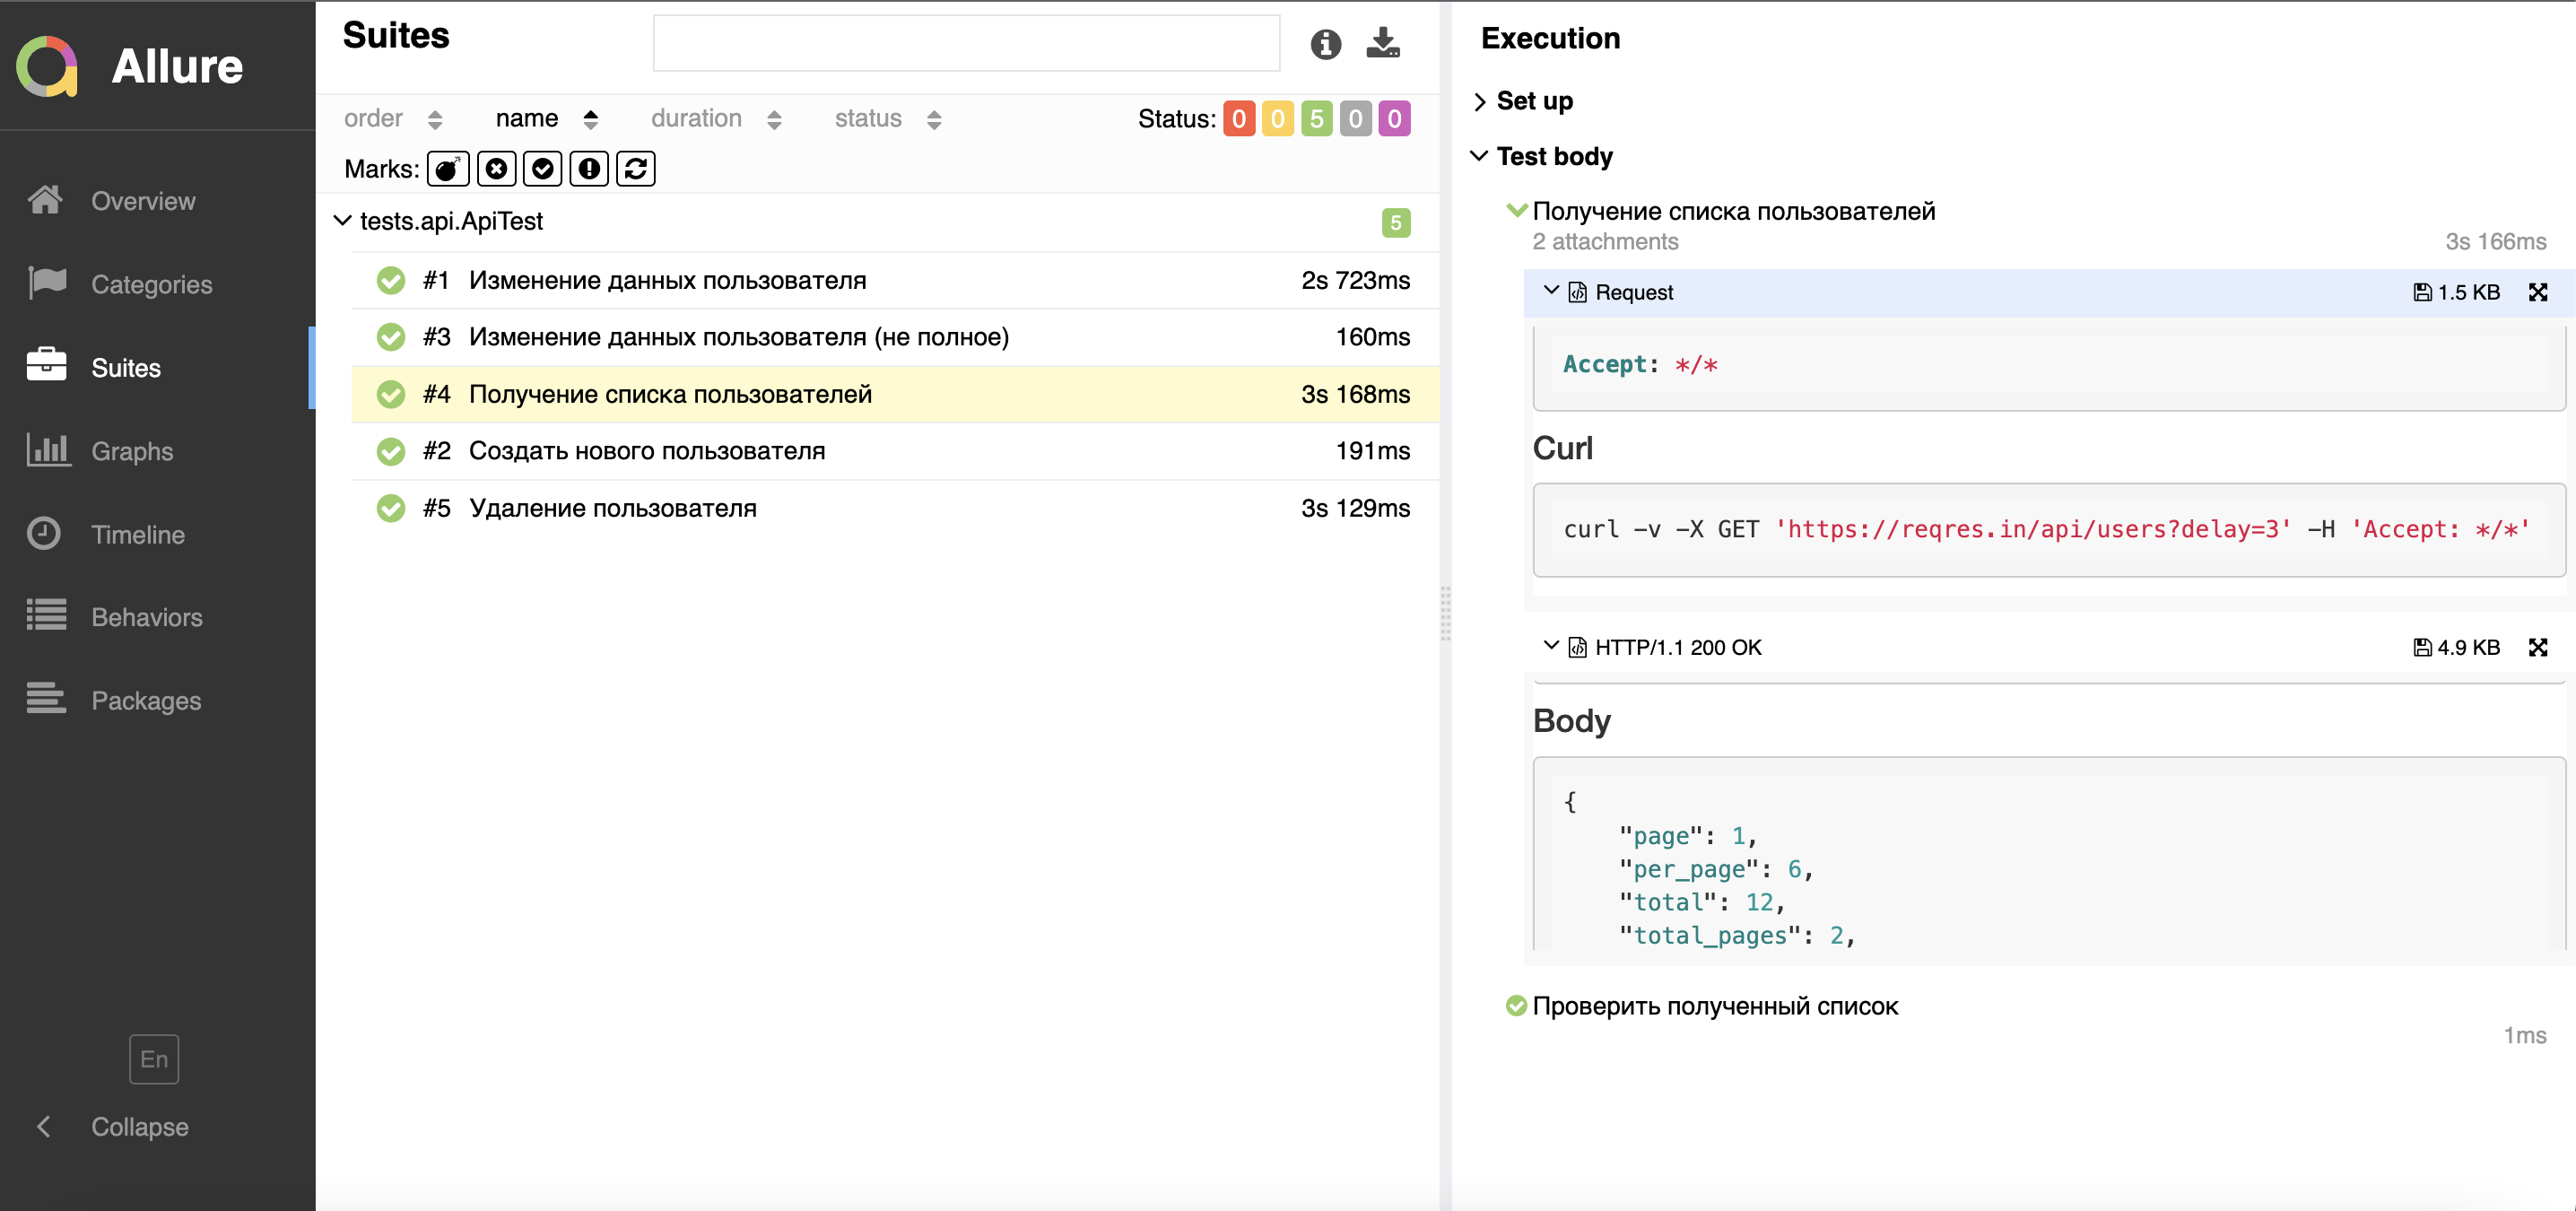 Allure
Overview
Categories
Suites
Graphs
Timeline
Behaviors
Packages
En
Collapse
Suites
order name duration status Status: 0 0 5 0 0
Marks:
tests.api.ApiTest 5
#1 Изменение данных пользователя 2s 723ms
#3 Изменение данных пользователя (не полное) 160ms
#4 Получение списка пользователей 3s 168ms
#2 Создать нового пользователя 191ms
#5 Удаление пользователя 3s 129ms
Execution
Set up
Test body
Получение списка пользователей
2 attachments 3s 166ms
Request 1.5 KB
Accept: */*
Curl
curl -v -X GET 'https://reqres.in/api/users?delay=3' -H 'Accept: */*'
HTTP/1.1 200 OK 4.9 KB
Body
{
"page": 1,
"per_page": 6,
"total": 12,
"total_pages": 2,
Проверить полученный список
1ms